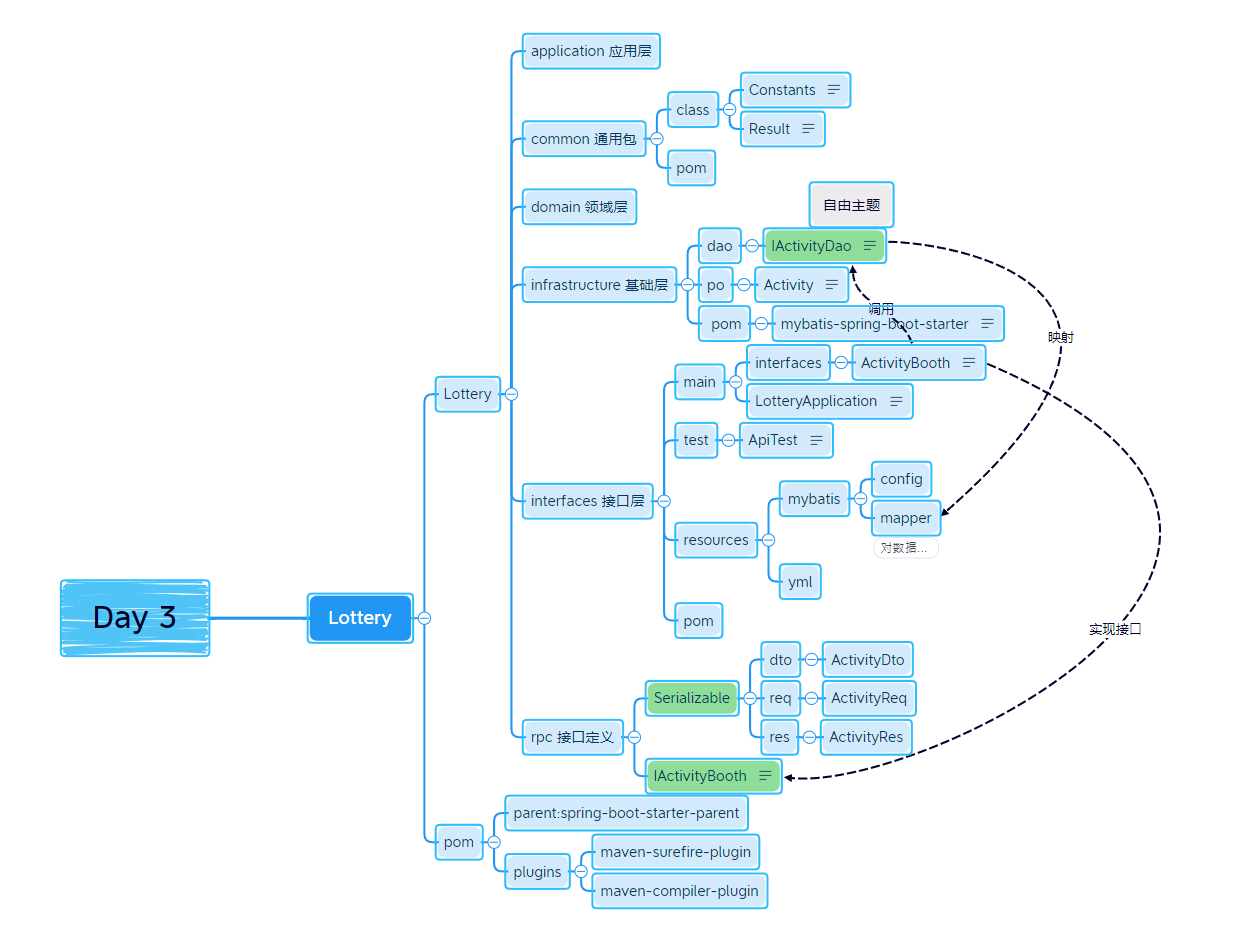 application 应用层
Constants
class
Result
common 通用包
pom
自由主题
domain 领域层
dao
IActivityDao
infrastructure 基础层
po
Activity
调用
pom
mybatis-spring-boot-starter
映射
interfaces
ActivityBooth
main
Lottery
LotteryApplication
test
ApiTest
config
interfaces 接口层
mybatis
mapper
resources
对数据...
yml
Day 3
Lottery
pom
实现接口
dto
ActivityDto
Serializable
req
ActivityReq
rpc 接口定义
res
ActivityRes
IActivityBooth
parent:spring-boot-starter-parent
pom
maven-surefire-plugin
plugins
maven-compiler-plugin